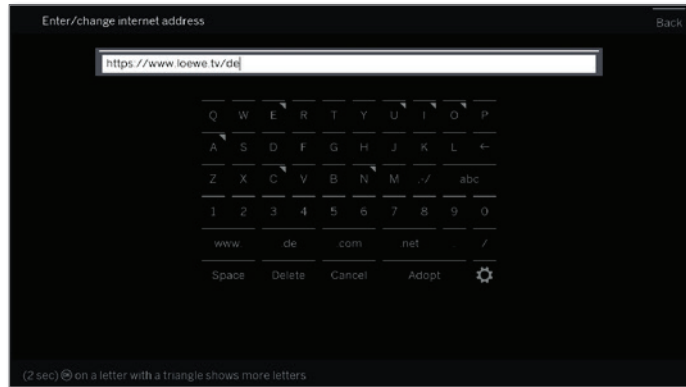 Enter/change internet address
Back
https://www.loewe.tv/de
Q W E R T Y U I O P
A S D F G H J K L ←
Z X C V B N M .-/ abc
1 2 3 4 5 6 7 8 9 0
www. .de .com .net . /
Space Delete Cancel Adopt
(2 sec) OK on a letter with a triangle shows more letters